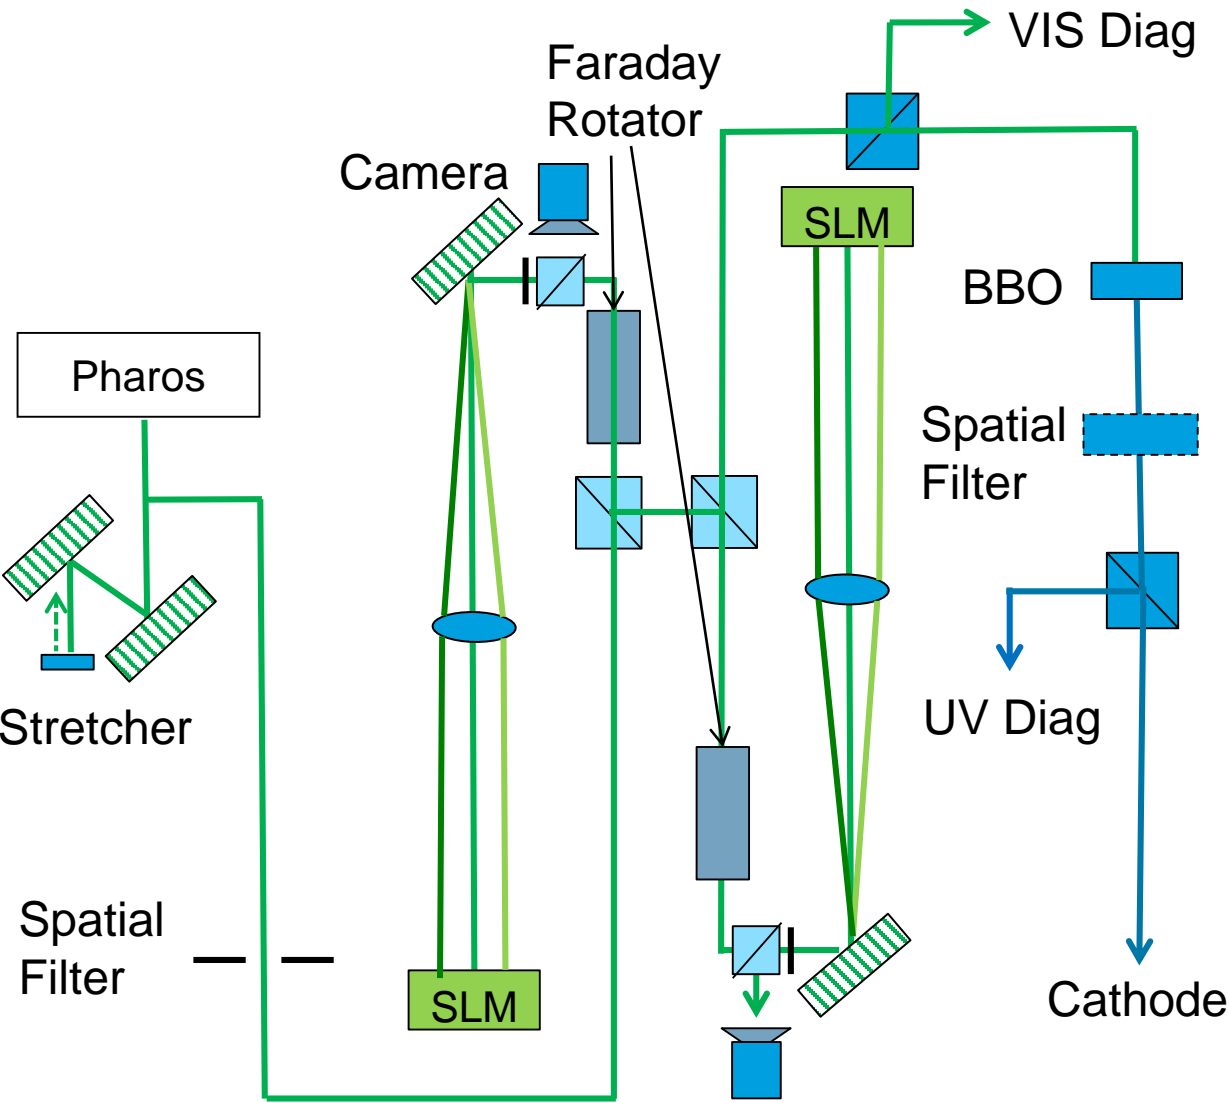 VIS Diag
Faraday
Rotator
Camera
SLM
BBO
Pharos
Spatial
Filter
Stretcher
UV Diag
Spatial
Filter
SLM
Cathode